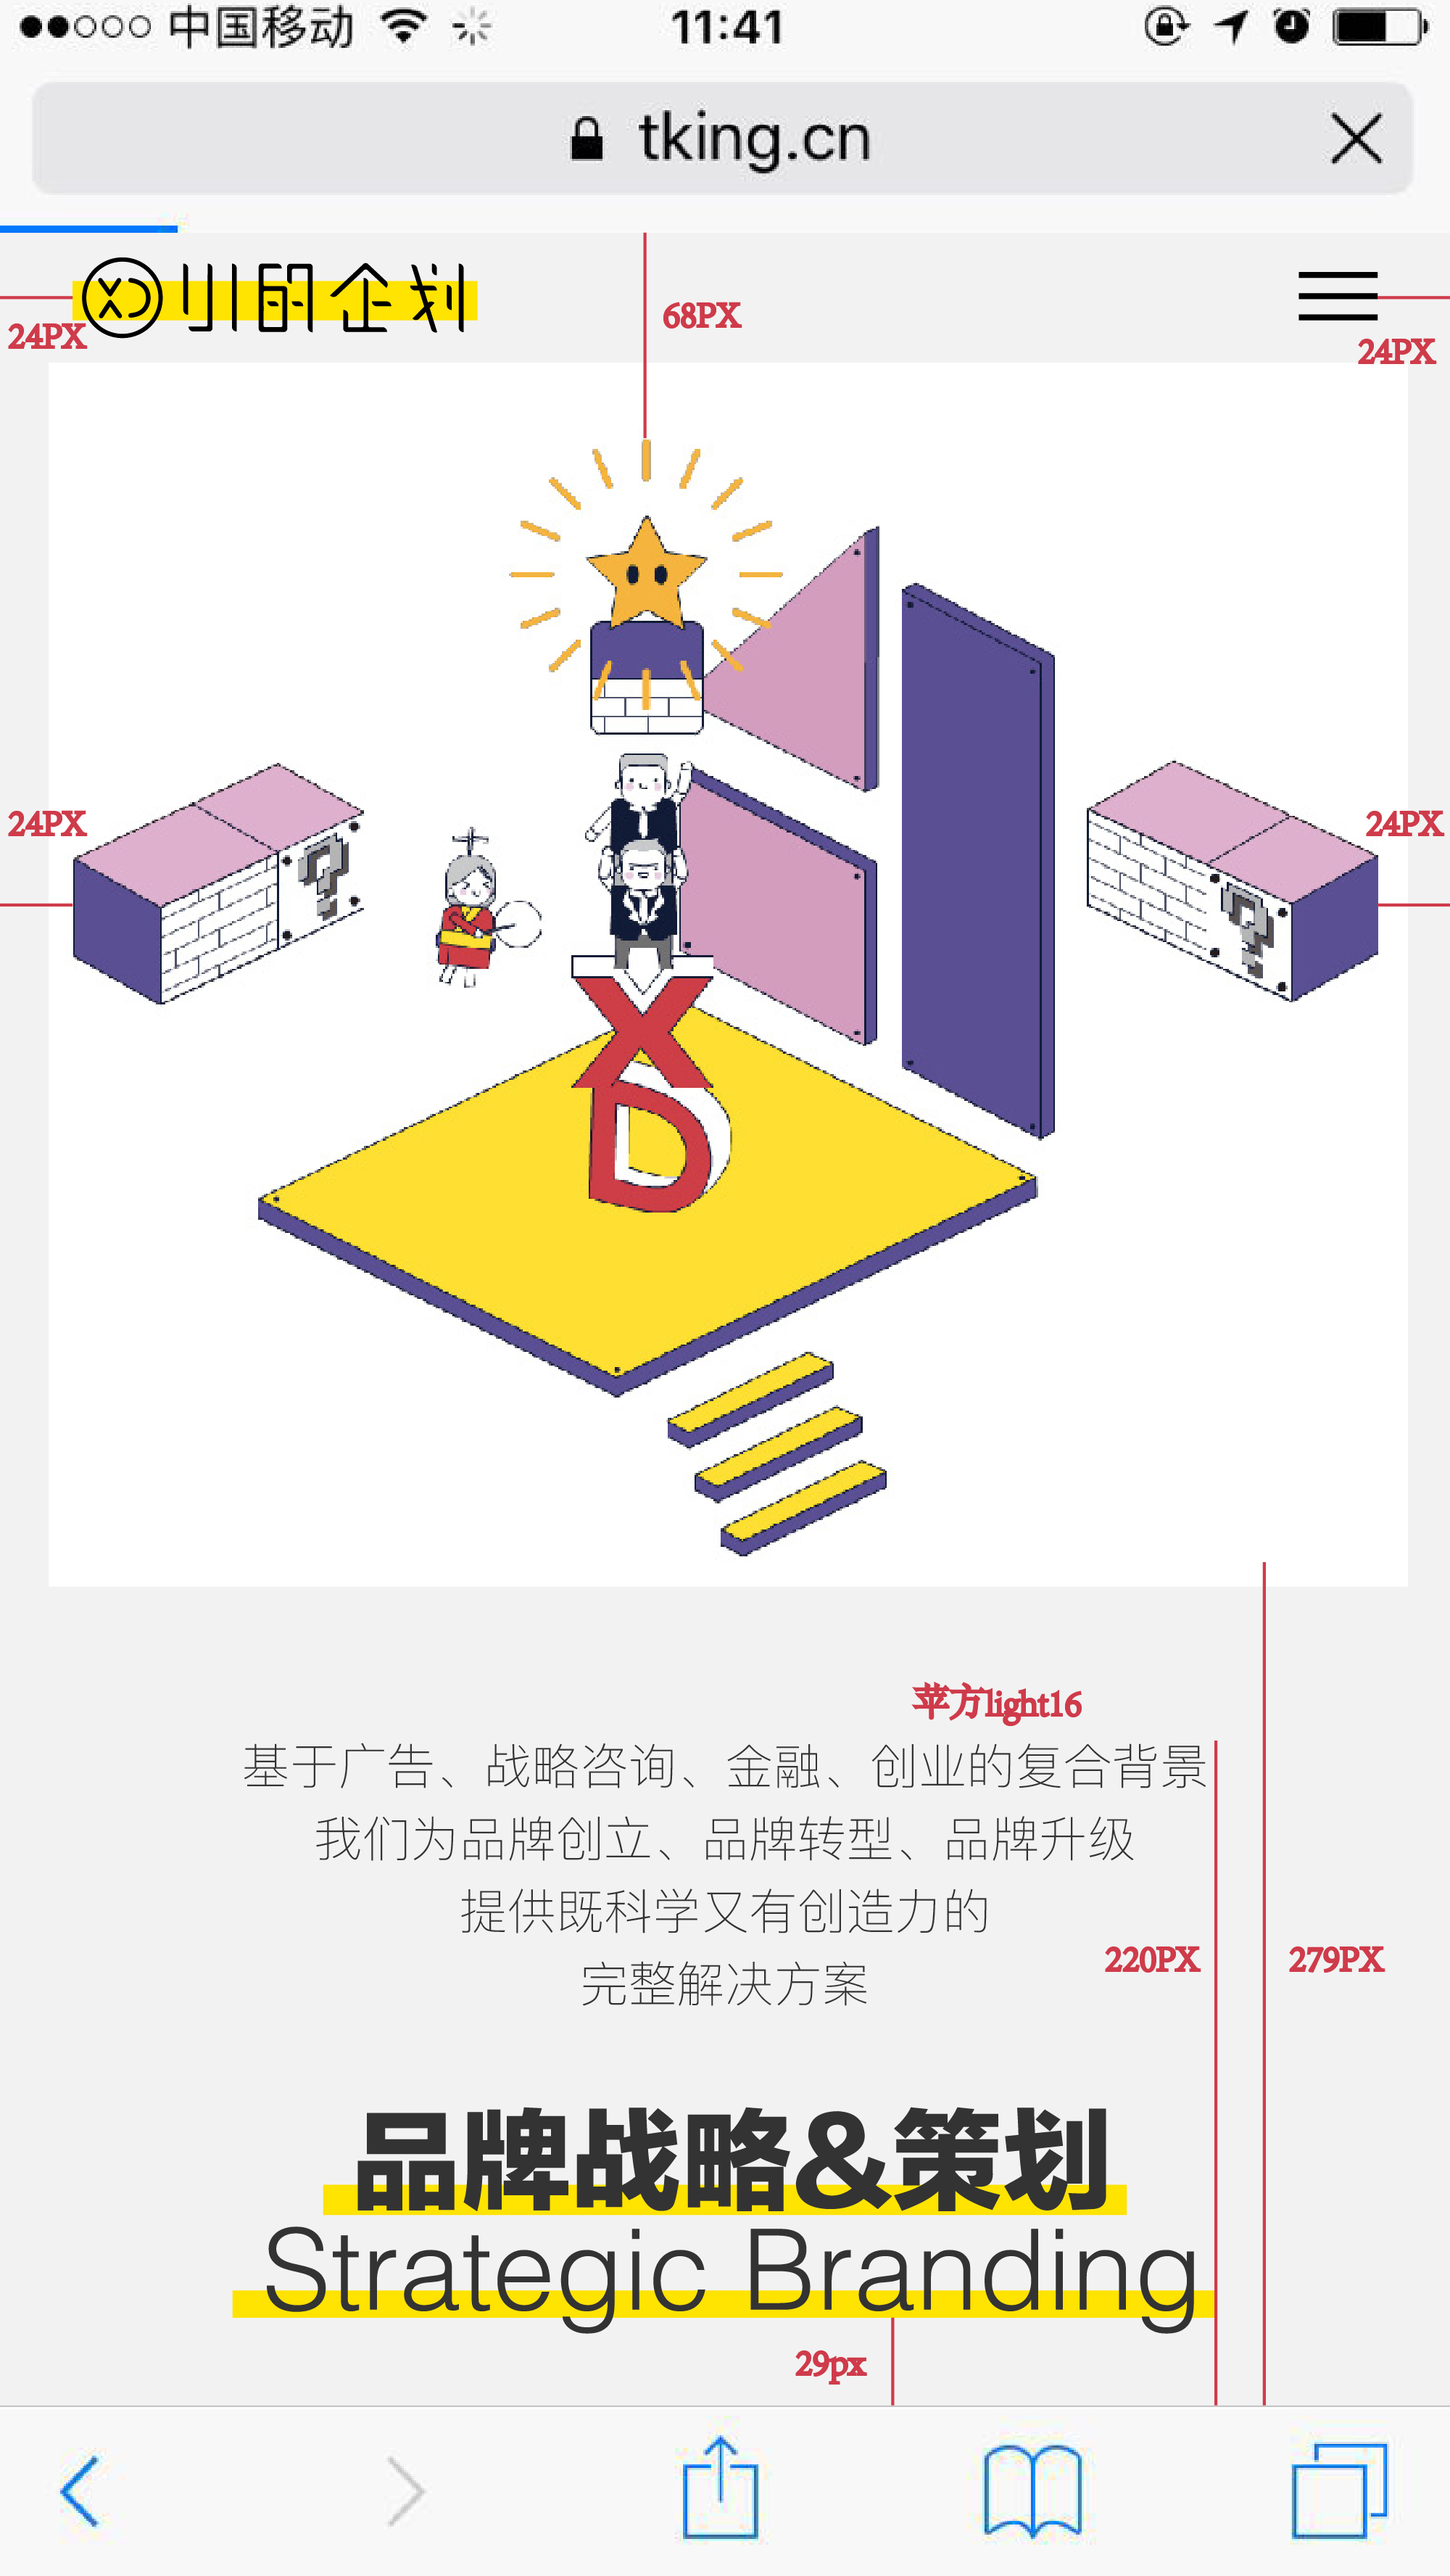 中国移动
11:41
tking.cn
XD 小的企划
24PX
68PX
24PX
24PX
24PX
?
?
X
D
苹方light16
基于广告、战略咨询、金融、创业的复合背景
我们为品牌创立、品牌转型、品牌升级
提供既科学又有创造力的
完整解决方案
220PX
279PX
品牌战略&策划
Strategic Branding
29px